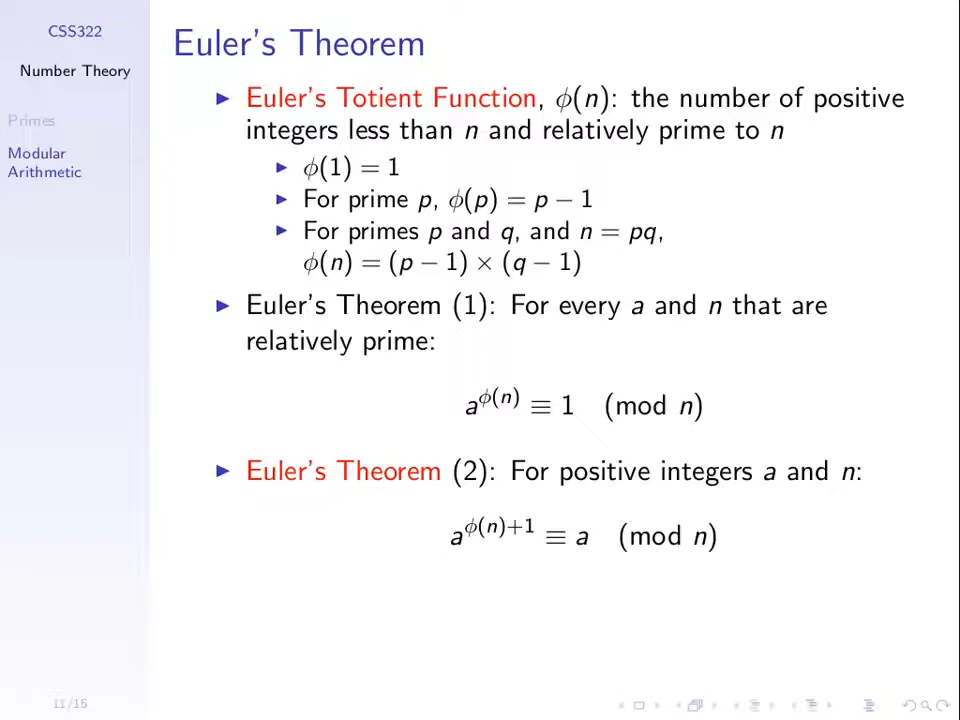 CSS322
Number Theory
Primes
Modular
Arithmetic
Euler's Theorem
Euler's Totient Function, ϕ(n): the number of positive
integers less than n and relatively prime to n
ϕ(1) = 1
For prime p, ϕ(p) = p − 1
For primes p and q, and n = pq,
ϕ(n) = (p − 1) × (q − 1)
Euler's Theorem (1): For every a and n that are
relatively prime:
a^ϕ(n) ≡ 1 (mod n)
Euler's Theorem (2): For positive integers a and n:
a^ϕ(n)+1 ≡ a (mod n)
11/15